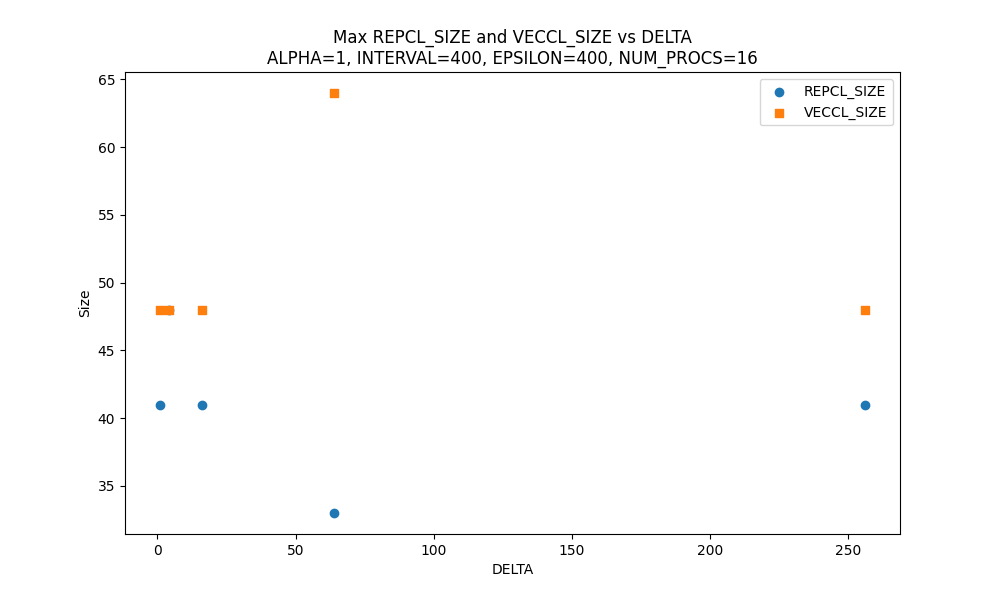 Max REPCL_SIZE and VECCL_SIZE vs DELTA
ALPHA=1, INTERVAL=400, EPSILON=400, NUM_PROCS=16
REPCL_SIZE
VECCL_SIZE
65
60
55
50
45
40
35
Size
0
50
100
150
200
250
DELTA